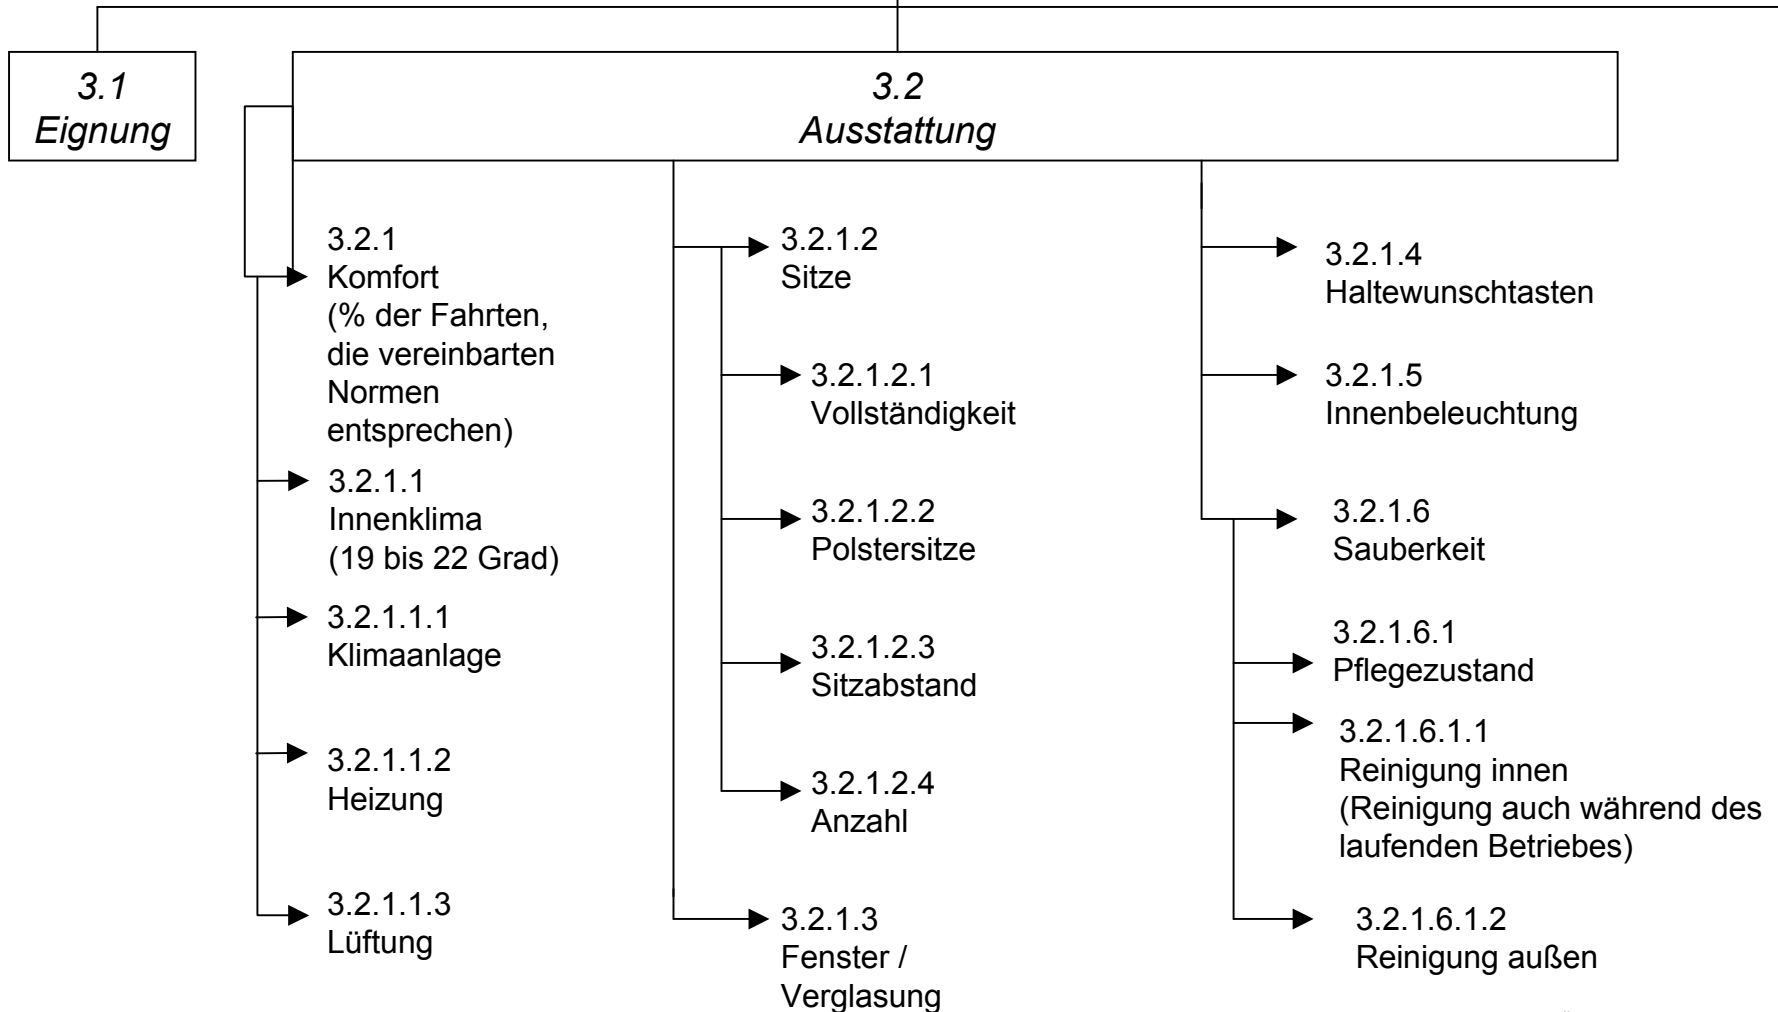 3.1
Eignung
3.2
Ausstattung
3.2.1
Komfort
(% der Fahrten,
die vereinbarten
Normen
entsprechen)
3.2.1.1
Innenklima
(19 bis 22 Grad)
3.2.1.1.1
Klimaanlage
3.2.1.1.2
Heizung
3.2.1.1.3
Lüftung
3.2.1.2
Sitze
3.2.1.2.1
Vollständigkeit
3.2.1.2.2
Polstersitze
3.2.1.2.3
Sitzabstand
3.2.1.2.4
Anzahl
3.2.1.3
Fenster /
Verglasung
3.2.1.4
Haltewunschtasten
3.2.1.5
Innenbeleuchtung
3.2.1.6
Sauberkeit
3.2.1.6.1
Pflegezustand
3.2.1.6.1.1
Reinigung innen
(Reinigung auch während des
laufenden Betriebes)
3.2.1.6.1.2
Reinigung außen